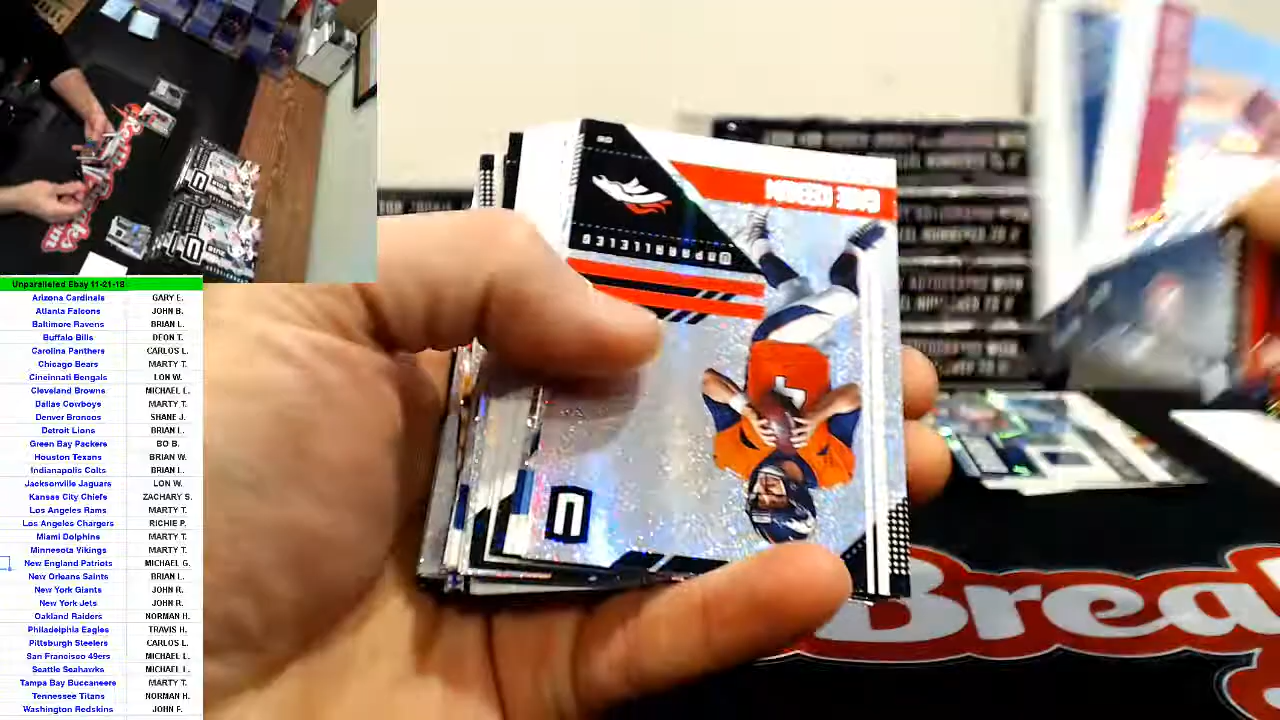 Unparalleled Ebay 11-21-18
Arizona Cardinals GARY E.
Atlanta Falcons JOHN B.
Baltimore Ravens BRIAN L.
Buffalo Bills DEON T.
Carolina Panthers CARLOS L.
Chicago Bears MARTY T.
Cincinnati Bengals LON W.
Cleveland Browns MICHAEL L.
Dallas Cowboys MARTY T.
Denver Broncos SHANE J.
Detroit Lions BRIAN L.
Green Bay Packers BO B.
Houston Texans BRIAN W.
Indianapolis Colts BRIAN L.
Jacksonville Jaguars LON W.
Kansas City Chiefs ZACHARY S.
Los Angeles Rams MARTY T.
Los Angeles Chargers RICHIE P.
Miami Dolphins MARTY T.
Minnesota Vikings MARTY T.
New England Patriots MICHAEL G.
New Orleans Saints BRIAN L.
New York Giants JOHN R.
New York Jets JOHN R.
Oakland Raiders NORMAN H.
Philadelphia Eagles TRAVIS H.
Pittsburgh Steelers CARLOS L.
San Francisco 49ers MICHAEL L.
Seattle Seahawks MICHAEL L.
Tampa Bay Buccaneers MARTY T.
Tennessee Titans NORMAN H.
Washington Redskins JOHN F.
CASE KEENUM
UNPARALLELED
4
U
Brea